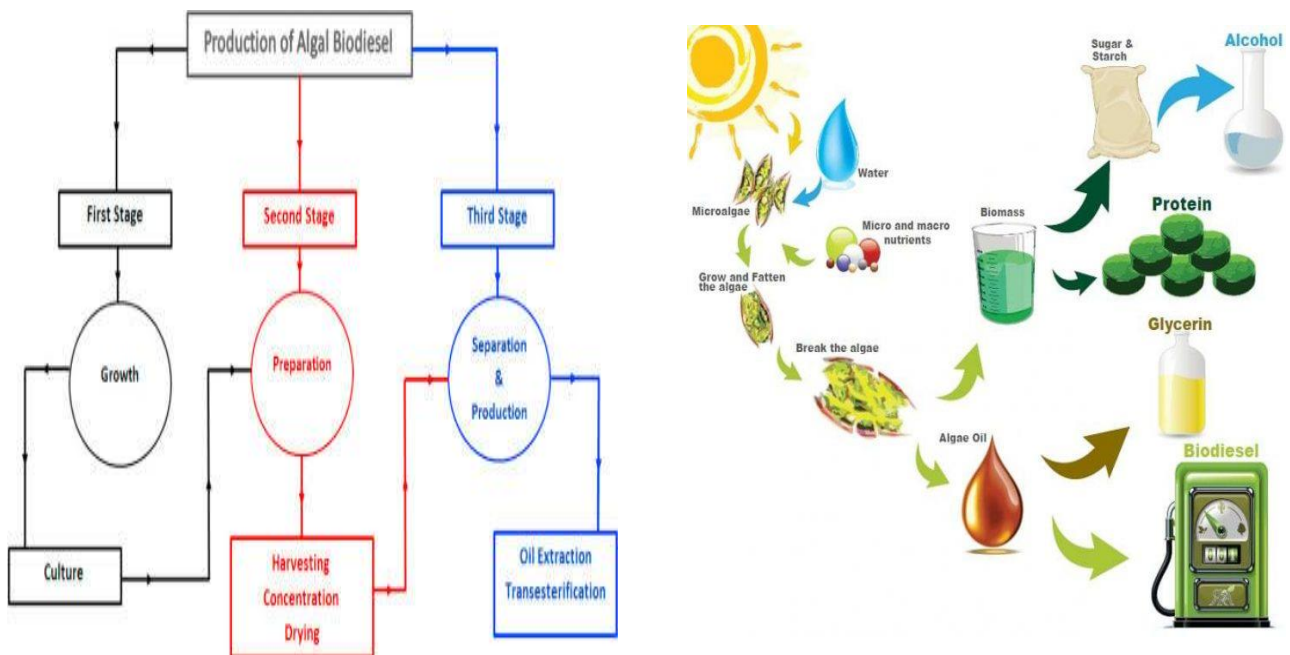 Production of Algal Biodiesel
First Stage
Second Stage
Third Stage
Growth
Preparation
Separation
&
Production
Culture
Harvesting
Concentration
Drying
Oil Extraction
Transesterification
Sugar &
Starch
Alcohol
Water
Microalgae
Micro and macro
nutrients
Biomass
Protein
Grow and Fatten
the algae
Glycerin
Break the algae
Algae Oil
Biodiesel